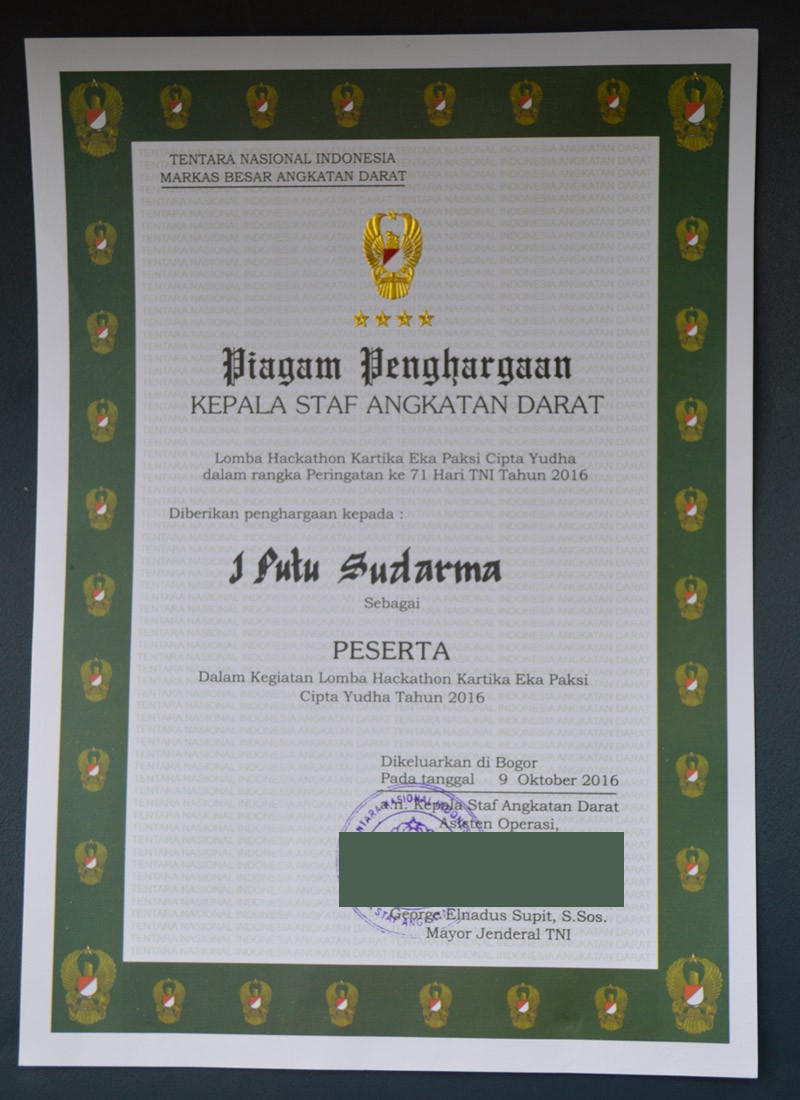 TENTARA NASIONAL INDONESIA
MARKAS BESAR ANGKATAN DARAT
Piagam Penghargaan
KEPALA STAF ANGKATAN DARAT
Lomba Hackathon Kartika Eka Paksi Cipta Yudha
dalam rangka Peringatan ke 71 Hari TNI Tahun 2016
Diberikan penghargaan kepada :
I Putu Sudarma
Sebagai
PESERTA
Dalam Kegiatan Lomba Hackathon Kartika Eka Paksi
Cipta Yudha Tahun 2016
Dikeluarkan di Bogor
Pada tanggal 9 Oktober 2016
a.n. Kepala Staf Angkatan Darat
Asisten Operasi,
George Elnadus Supit, S.Sos.
Mayor Jenderal TNI